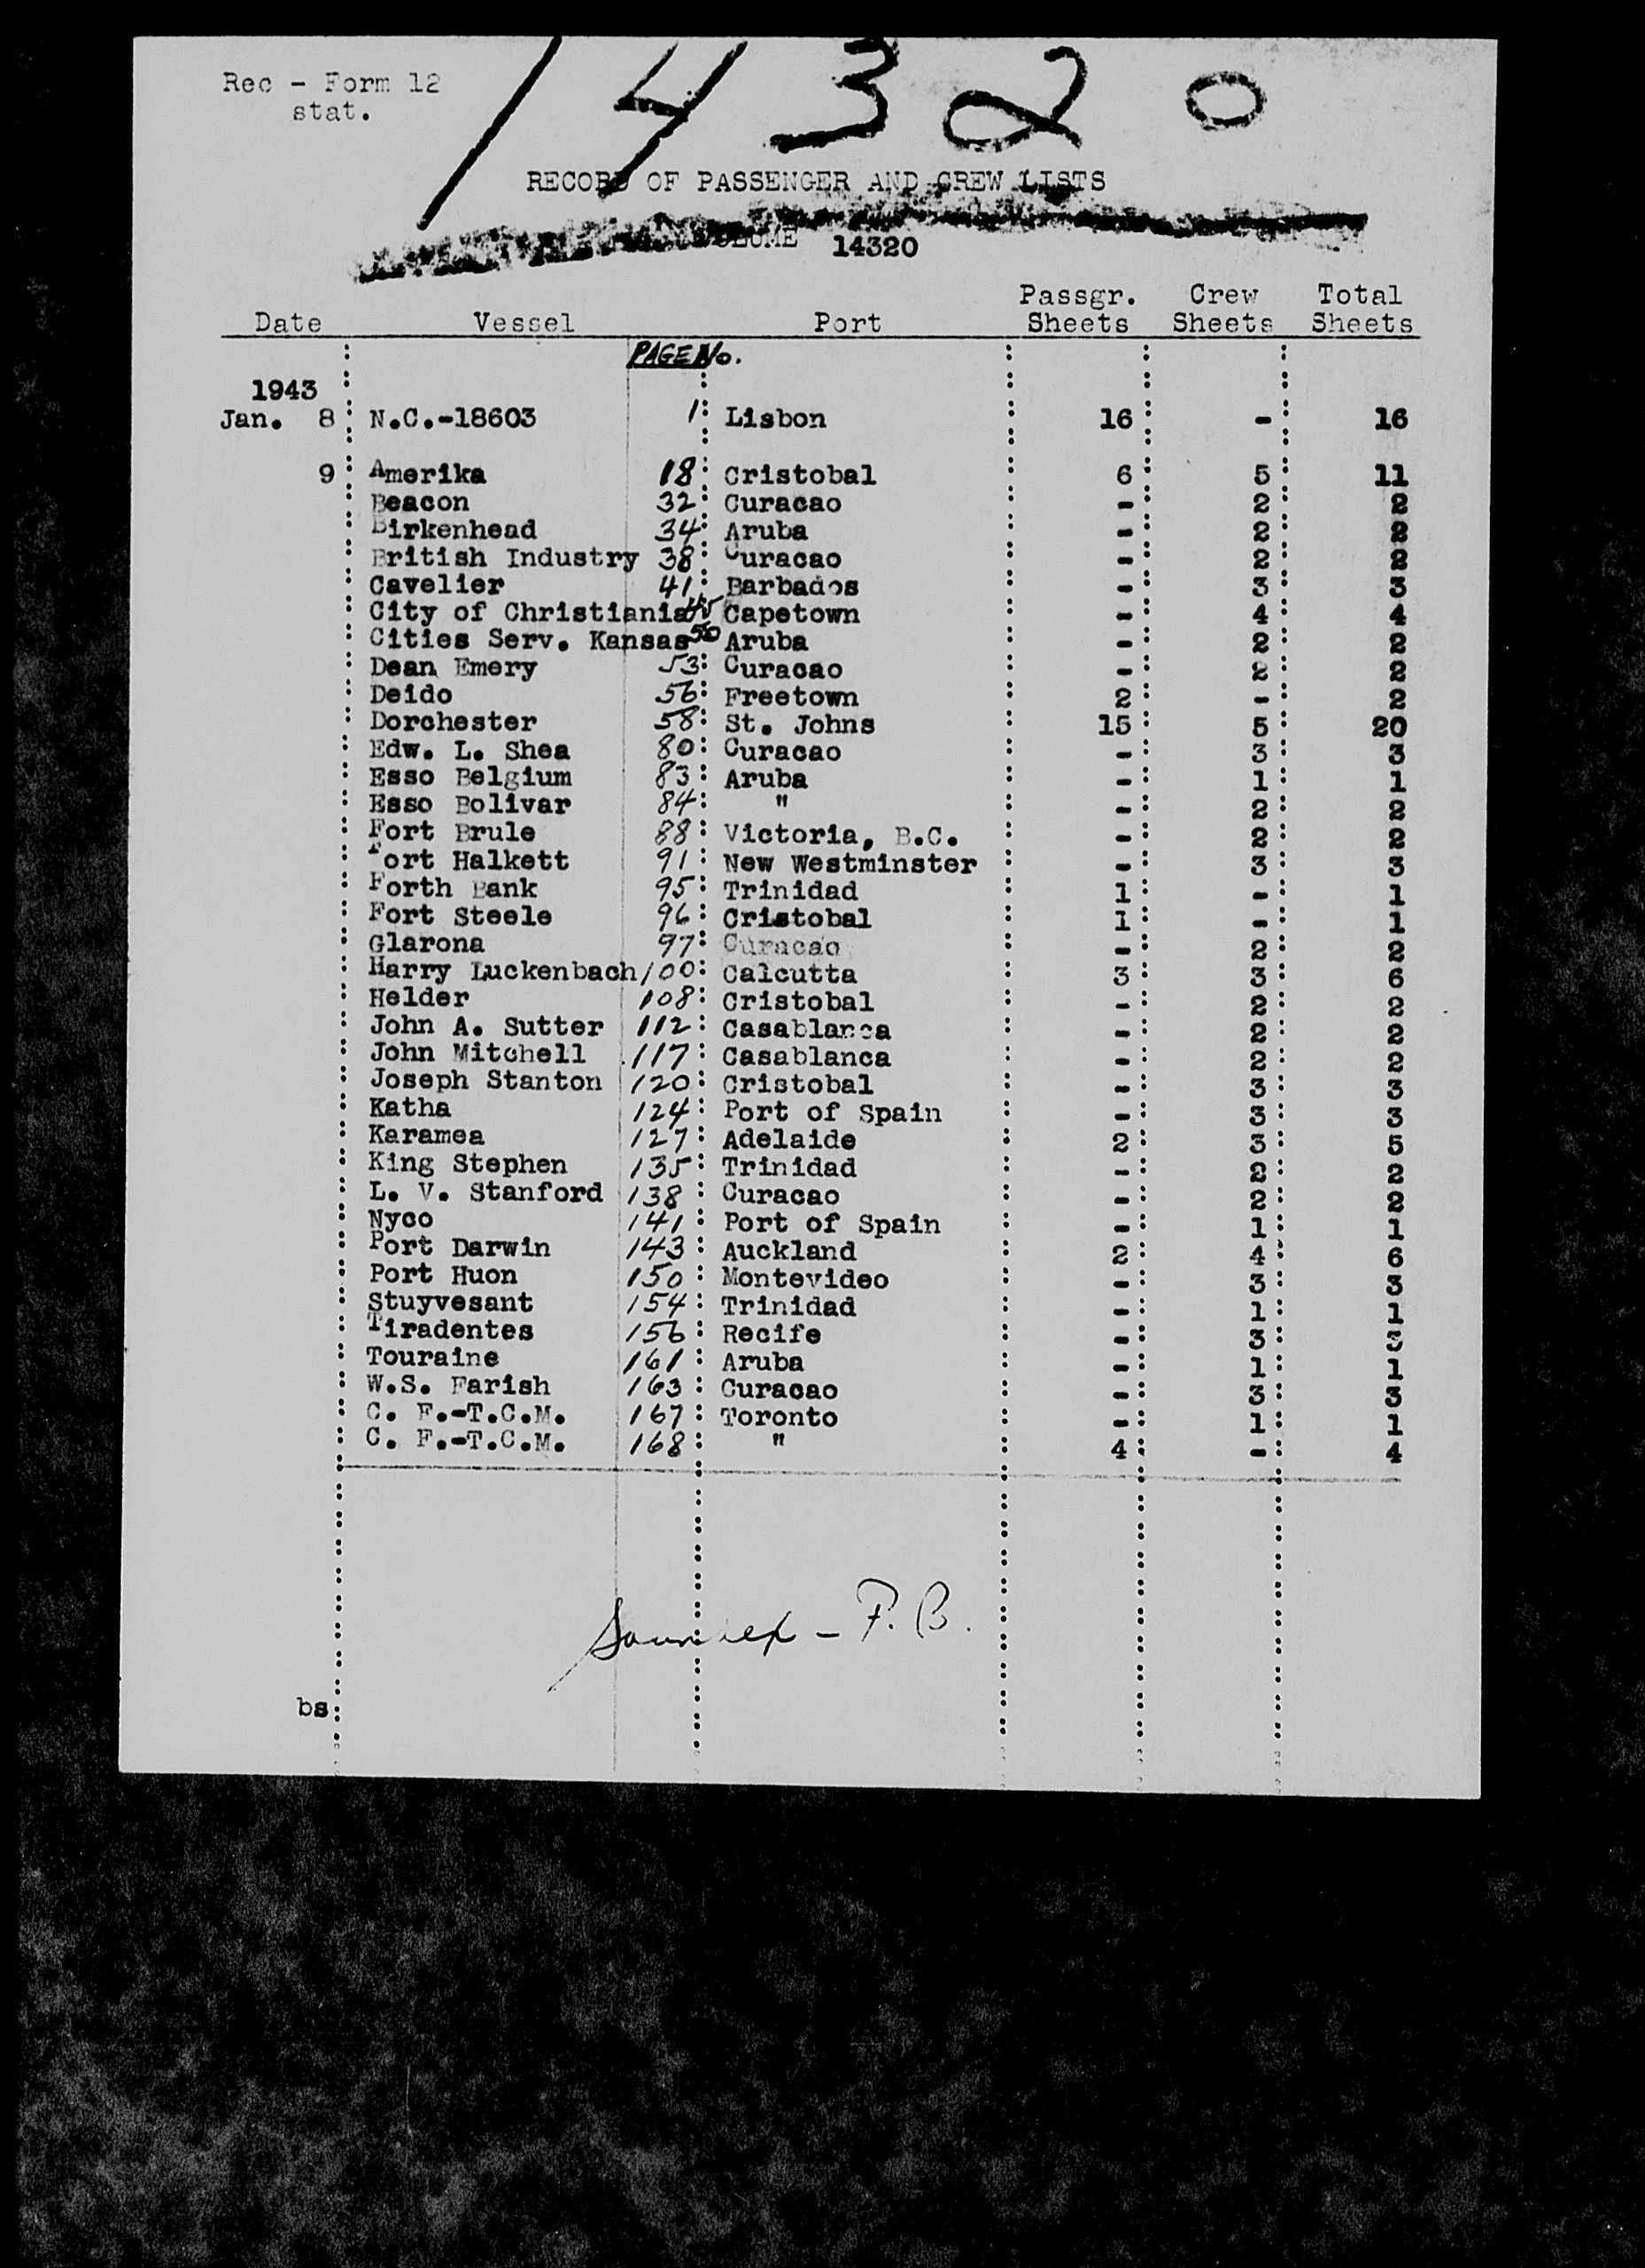 14320
Rec - Form 12
stat.
RECORD OF PASSENGER AND CREW LISTS
VOLUME 14320
Date Vessel Port Passgr. Sheets Crew Sheets Total Sheets
PAGE No.
1943
Jan. 8 N.C.-18603 1 Lisbon 16 - 16
9 Amerika 18 Cristobal 6 5 11
Beacon 32 Curacao - 2 2
Birkenhead 34 Aruba - 2 2
British Industry 38 Curacao - 2 2
Cavelier 41 Barbados - 3 3
City of Christiania 45 Capetown - 4 4
Cities Serv. Kansas 50 Aruba - 2 2
Dean Emery 53 Curacao - 2 2
Deido 56 Freetown 2 - 2
Dorchester 58 St. Johns 15 5 20
Edw. L. Shea 80 Curacao - 3 3
Esso Belgium 83 Aruba - 1 1
Esso Bolivar 84 " - 2 2
Fort Brule 88 Victoria, B.C. - 2 2
Fort Halkett 91 New Westminster - 3 3
Forth Bank 95 Trinidad 1 - 1
Fort Steele 96 Cristobal 1 - 1
Glarona 97 Curacao - 2 2
Harry Luckenbach 100 Calcutta 3 3 6
Helder 108 Cristobal - 2 2
John A. Sutter 112 Casablanca - 2 2
John Mitchell 117 Casablanca - 2 2
Joseph Stanton 120 Cristobal - 3 3
Katha 124 Port of Spain - 3 3
Karamea 127 Adelaide 2 3 5
King Stephen 135 Trinidad - 2 2
L. V. Stanford 138 Curacao - 2 2
Nyco 141 Port of Spain - 1 1
Port Darwin 143 Auckland 2 4 6
Port Huon 150 Montevideo - 3 3
Stuyvesant 154 Trinidad - 1 1
Tiradentes 156 Recife - 3 3
Touraine 161 Aruba - 1 1
W.S. Farish 163 Curacao - 3 3
C. F.-T.C.M. 167 Toronto - 1 1
C. F.-T.C.M. 168 " 4 - 4
Soundex - F. B.
bs